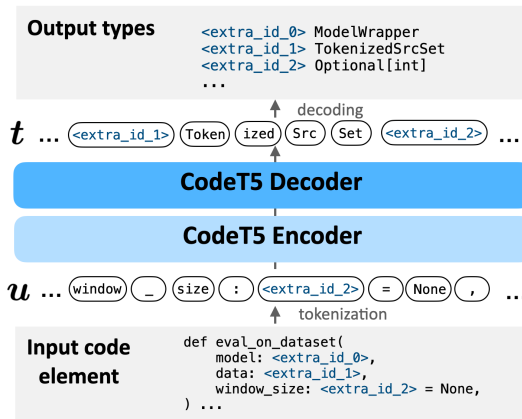 Output types
<extra_id_0> ModelWrapper
<extra_id_1> TokenizedSrcSet
<extra_id_2> Optional[int]
...
decoding
t ... <extra_id_1> Token ized Src Set <extra_id_2> ...
CodeT5 Decoder
CodeT5 Encoder
u ... window _ size : <extra_id_2> = None , ..
tokenization
Input code
element
def eval_on_dataset(
model: <extra_id_0>,
data: <extra_id_1>,
window_size: <extra_id_2> = None,
) ...